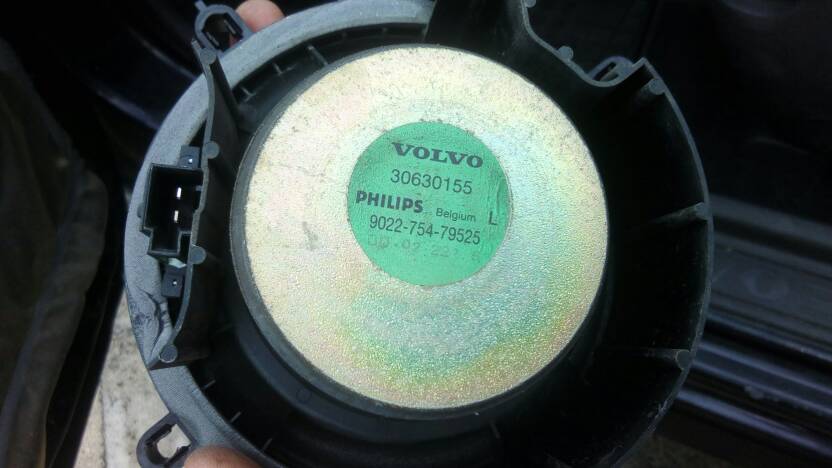 VOLVO
30630155
PHILIPS Belgium L
9022-754-79525